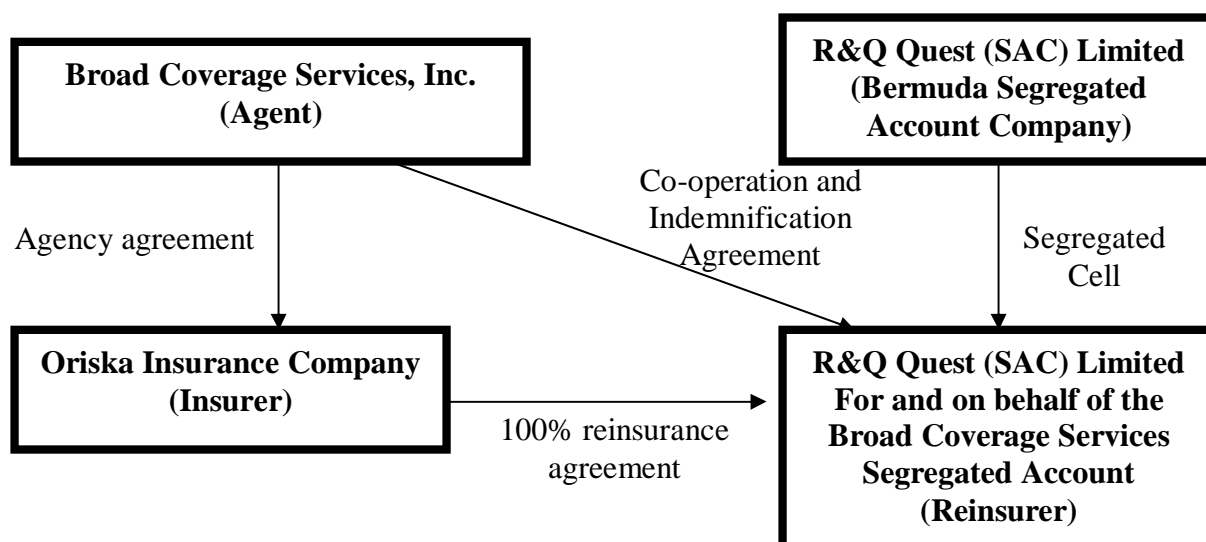 Broad Coverage Services, Inc.
(Agent)
R&Q Quest (SAC) Limited
(Bermuda Segregated
Account Company)
Agency agreement
Co-operation and
Indemnification
Agreement
Segregated
Cell
Oriska Insurance Company
(Insurer)
100% reinsurance
agreement
R&Q Quest (SAC) Limited
For and on behalf of the
Broad Coverage Services
Segregated Account
(Reinsurer)